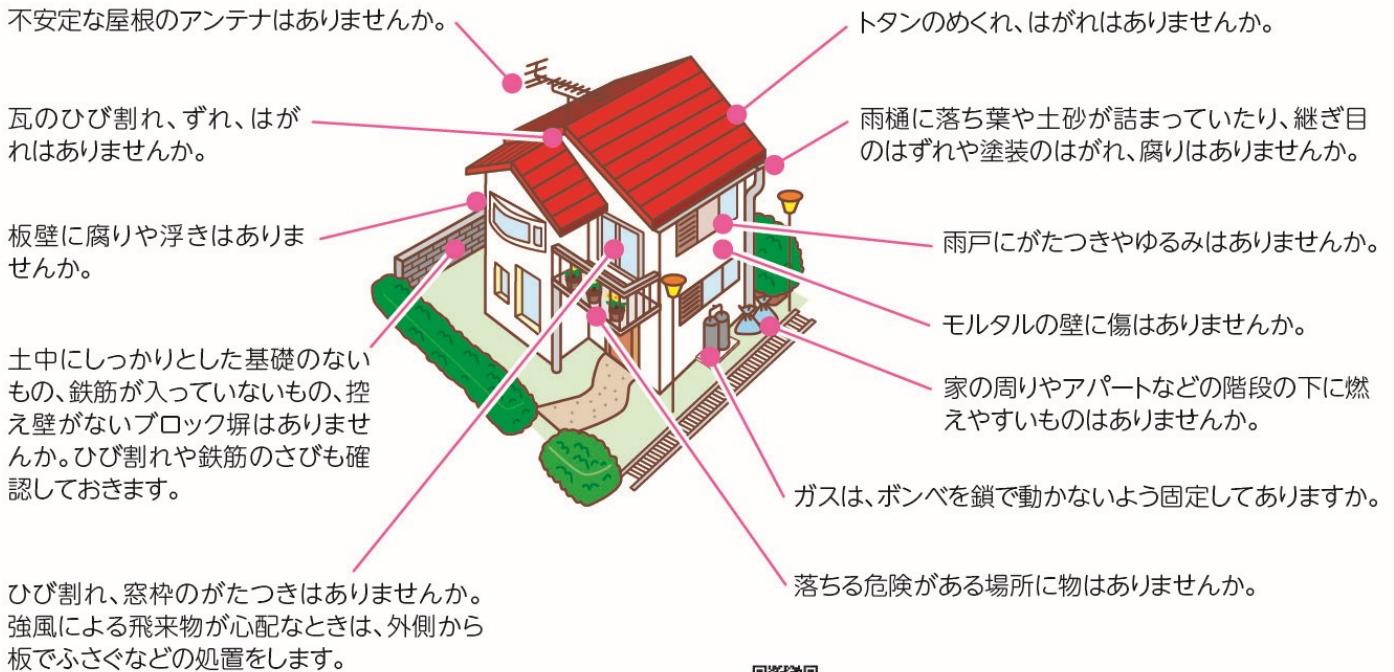 不安定な屋根のアンテナはありませんか。
瓦のひび割れ、ずれ、はが
れはありませんか。
板壁に腐りや浮きはありま
せんか。
土中にしっかりとした基礎のない
もの、鉄筋が入っていないもの、控
え壁がないブロック塀はありませ
んか。ひび割れや鉄筋のさびも確
認しておきます。
ひび割れ、窓枠のがたつきはありませんか。
強風による飛来物が心配なときは、外側から
板でふさぐなどの処置をします。
トタンのめくれ、はがれはありませんか。
雨樋に落ち葉や土砂が詰まっていたり、継ぎ目
のはずれや塗装のはがれ、腐りはありませんか。
雨戸にがたつきやゆるみはありませんか。
モルタルの壁に傷はありませんか。
家の周りやアパートなどの階段の下に燃
えやすいものはありませんか。
ガスは、ボンベを鎖で動かないよう固定してありますか。
落ちる危険がある場所に物はありませんか。